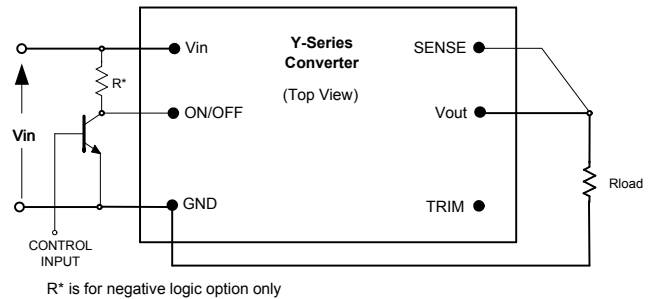 Y-Series
Converter
(Top View)
Vin
SENSE
R*
ON/OFF
Vout
Vin
GND
TRIM
Rload
CONTROL
INPUT
R* is for negative logic option only